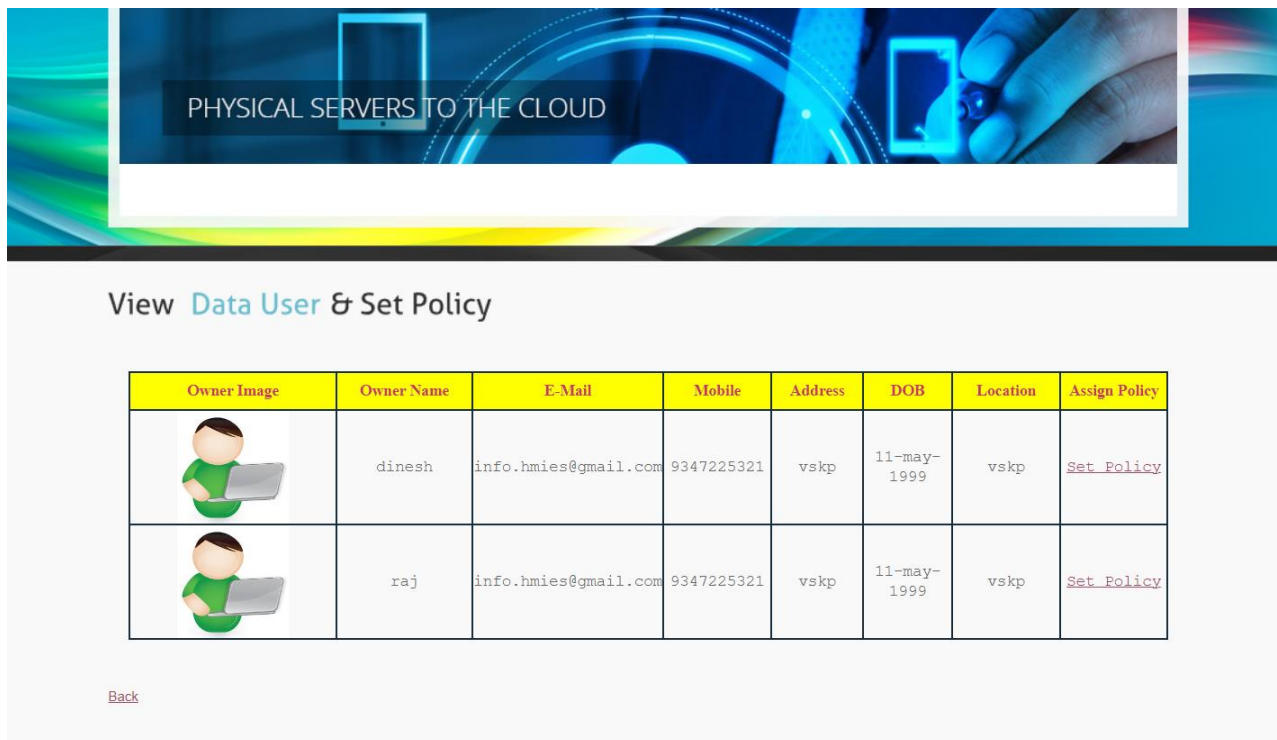 PHYSICAL SERVERS TO THE CLOUD
View Data User & Set Policy
Owner Image Owner Name E-Mail Mobile Address DOB Location Assign Policy
dinesh info.hmies@gmail.com 9347225321 vskp 11-may-1999 vskp Set Policy
raj info.hmies@gmail.com 9347225321 vskp 11-may-1999 vskp Set Policy
Back